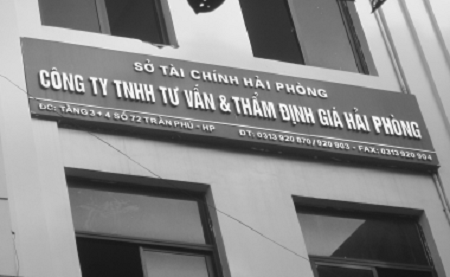 SỞ TÀI CHÍNH HẢI PHÒNG
CÔNG TY TNHH TƯ VẤN & THẨM ĐỊNH GIÁ HẢI PHÒNG
ĐC: TẦNG 3+4 SỐ 72 TRẦN PHÚ - HP ĐT: 0313 920 870 / 920 903 - FAX: 0313 920 904